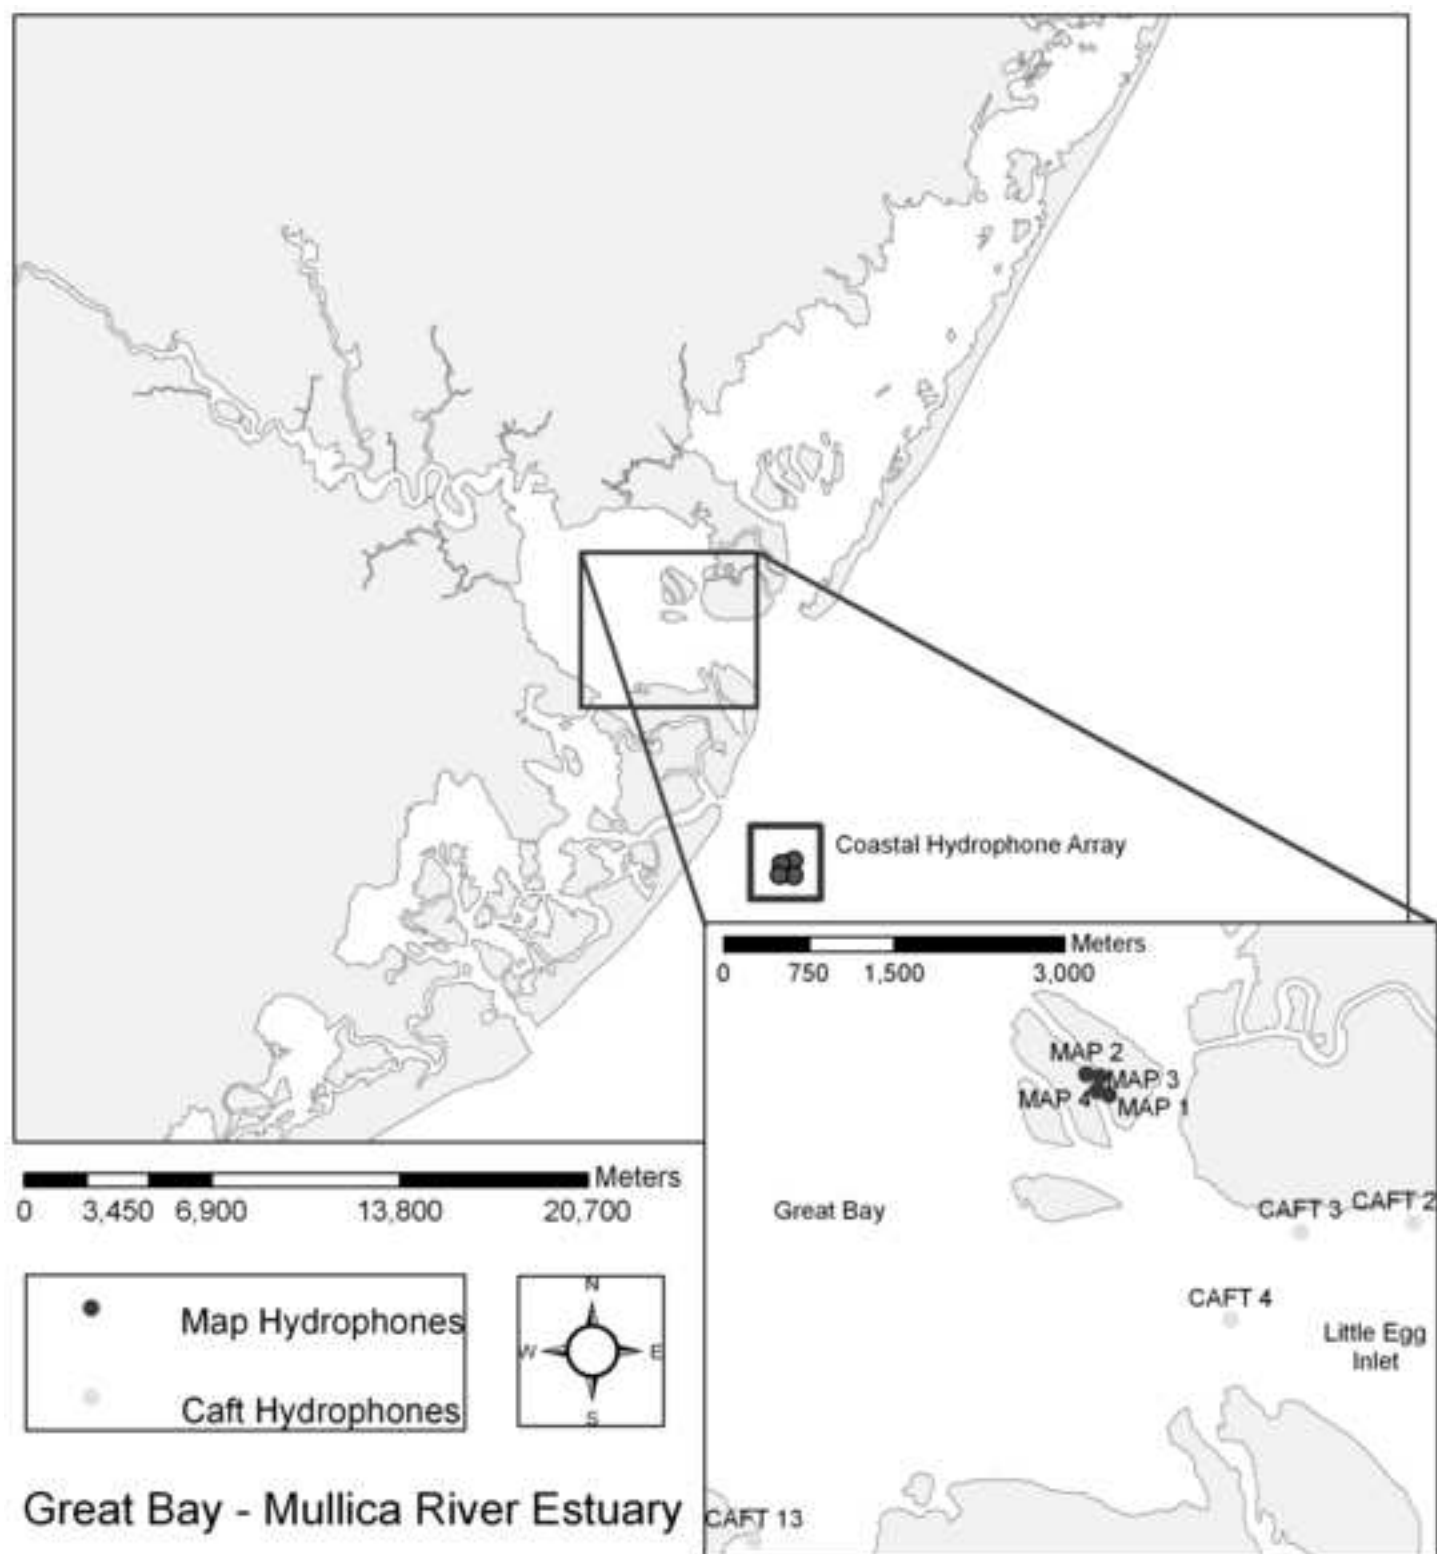 Coastal Hydrophone Array
Meters
0 750 1,500 3,000
MAP 2
MAP 3
MAP 4
MAP 1
Great Bay
CAFT 3
CAFT 2
CAFT 4
Little Egg
Inlet
CAFT 13
Meters
0 3,450 6,900 13,800 20,700
Map Hydrophones
Caft Hydrophones
N
W E
S
Great Bay - Mullica River Estuary